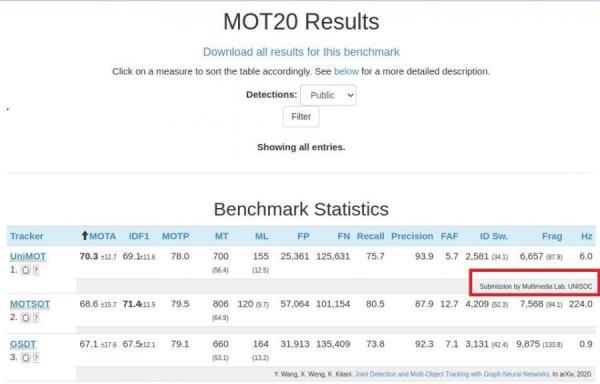 MOT20 Results
Download all results for this benchmark
Click on a measure to sort the table accordingly. See below for a more detailed description.
Detections: Public
Filter
Showing all entries.
Benchmark Statistics
Tracker MOTA IDF1 MOTP MT ML FP FN Recall Precision FAF ID Sw. Frag Hz
UniMOT 70.3 ±12.7 69.1±11.6 78.0 700 155 25,361 125,631 75.7 93.9 5.7 2,581 (34.1) 6,657 (87.9) 6.0
1. (56.4) (12.5)
Submission by Multimedia Lab. UNISOC
MOTSOT 68.6 ±15.7 71.4±11.5 79.5 806 120 (9.7) 57,064 101,154 80.5 87.9 12.7 4,209 (52.3) 7,568 (94.1) 224.0
2. (64.9)
GSDT 67.1 ±17.6 67.5±12.1 79.1 660 164 31,913 135,409 73.8 92.3 7.1 3,131 (42.4) 9,875 (133.8) 0.9
3. (53.1) (13.2)
Y. Wang, X. Weng, K. Kitani. Joint Detection and Multi-Object Tracking with Graph Neural Networks. In arXiv, 2020.